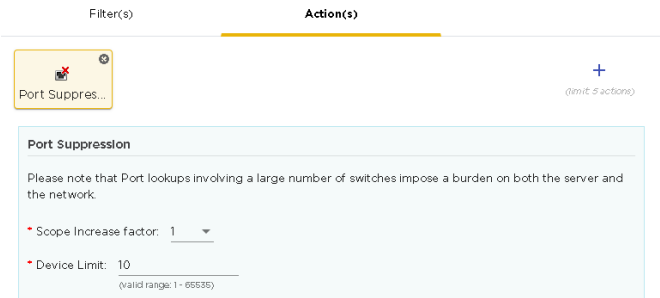 Filter(s) Action(s)
Port Suppres...
+
(limit 5 actions)
Port Suppression
Please note that Port lookups involving a large number of switches impose a burden on both the server and
the network.
* Scope Increase factor: 1
* Device Limit: 10
(valid range: 1 - 65535)